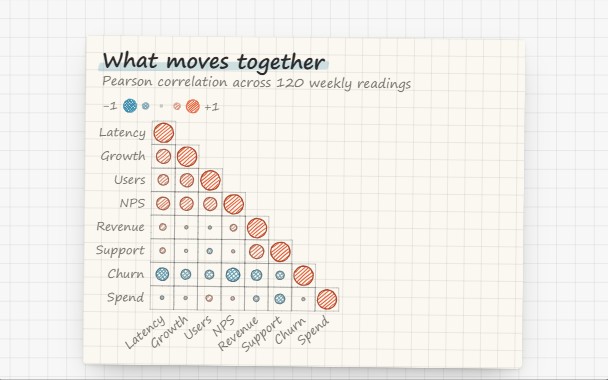 What moves together
Pearson correlation across 120 weekly readings
−1 +1
Latency
Growth
Users
NPS
Revenue
Support
Churn
Spend
Latency Growth Users NPS Revenue Support Churn Spend